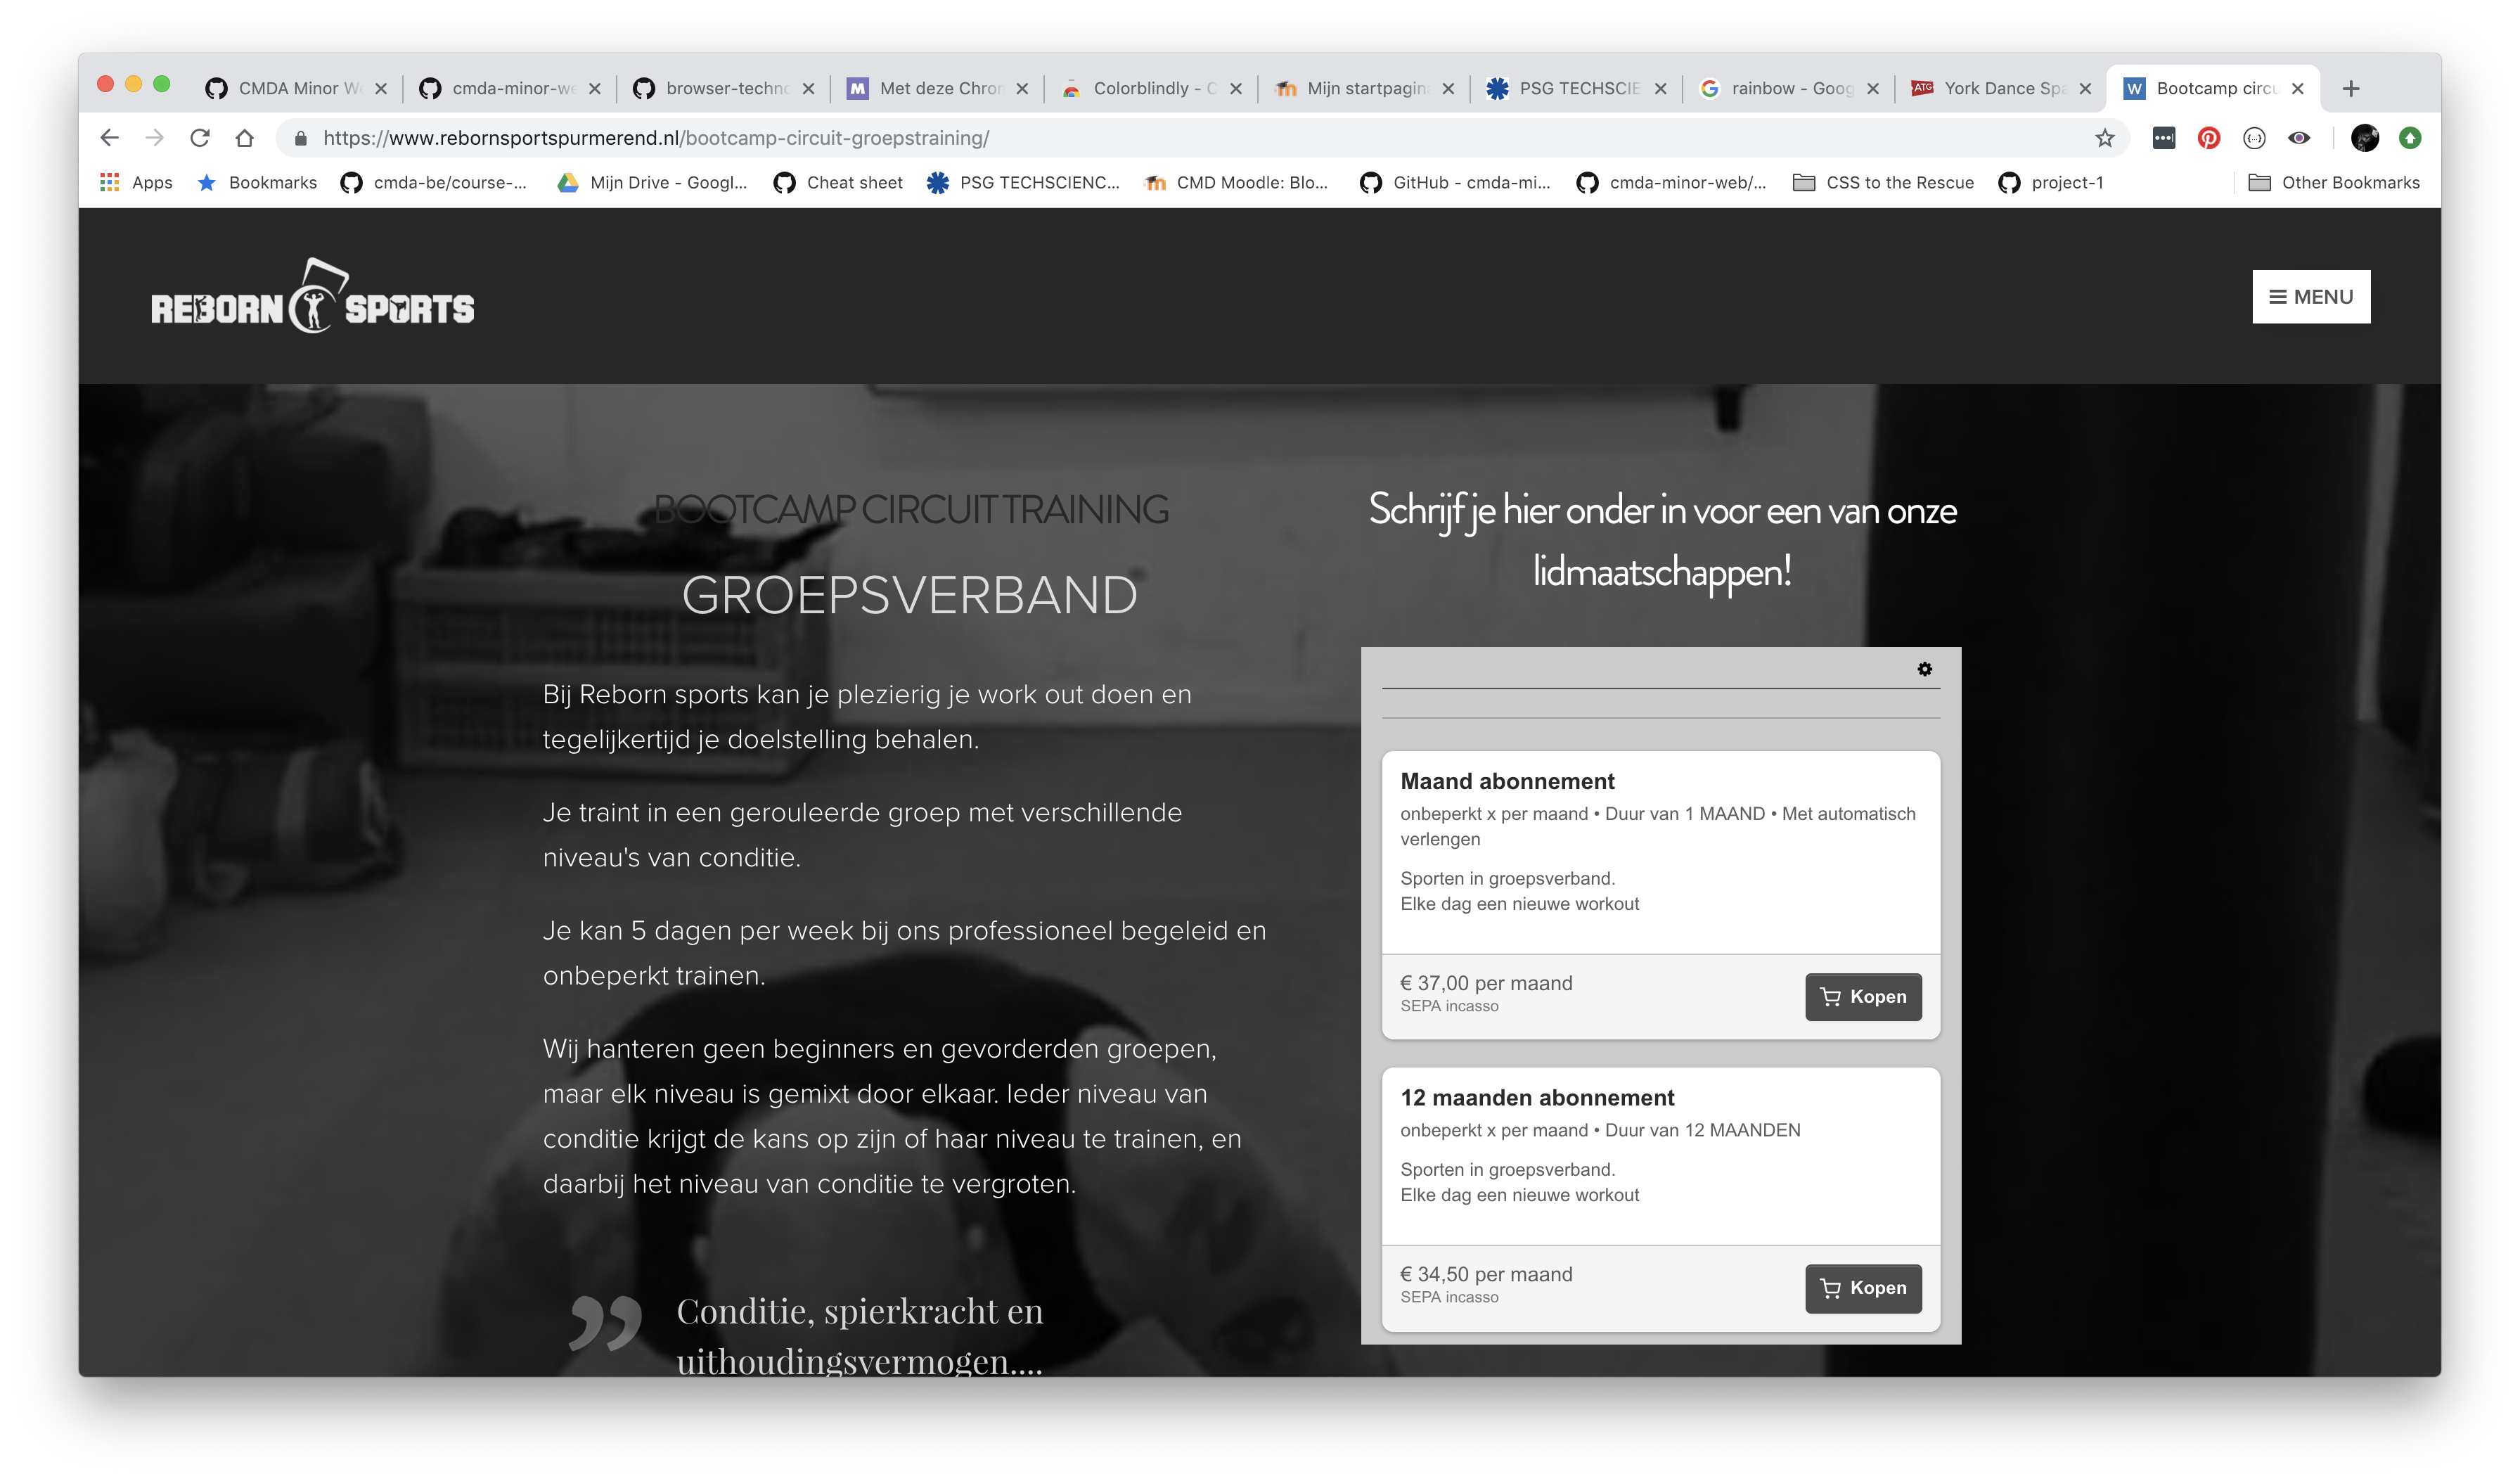 CMDA Minor W
cmda-minor-we
browser-techno
Met deze Chror
Colorblindly - C
Mijn startpagina
PSG TECHSCIE
rainbow - Goog
ATG
York Dance Spa
W
Bootcamp circu
https://www.rebornsportspurmerend.nl/bootcamp-circuit-groepstraining/
Apps
Bookmarks
cmda-be/course-...
Mijn Drive - Googl...
Cheat sheet
PSG TECHSCIENC...
CMD Moodle: Blo...
GitHub - cmda-mi...
cmda-minor-web/...
CSS to the Rescue
project-1
Other Bookmarks
REBORN SPORTS
MENU
BOOTCAMP CIRCUIT TRAINING
GROEPSVERBAND
Bij Reborn sports kan je plezierig je work out doen en
tegelijkertijd je doelstelling behalen.
Je traint in een gerouleerde groep met verschillende
niveau's van conditie.
Je kan 5 dagen per week bij ons professioneel begeleid en
onbeperkt trainen.
Wij hanteren geen beginners en gevorderden groepen,
maar elk niveau is gemixt door elkaar. Ieder niveau van
conditie krijgt de kans op zijn of haar niveau te trainen, en
daarbij het niveau van conditie te vergroten.
” Conditie, spierkracht en
uithoudingsvermogen....
Schrijf je hier onder in voor een van onze
lidmaatschappen!
Maand abonnement
onbeperkt x per maand • Duur van 1 MAAND • Met automatisch
verlengen
Sporten in groepsverband.
Elke dag een nieuwe workout
€ 37,00 per maand
SEPA incasso
Kopen
12 maanden abonnement
onbeperkt x per maand • Duur van 12 MAANDEN
Sporten in groepsverband.
Elke dag een nieuwe workout
€ 34,50 per maand
SEPA incasso
Kopen